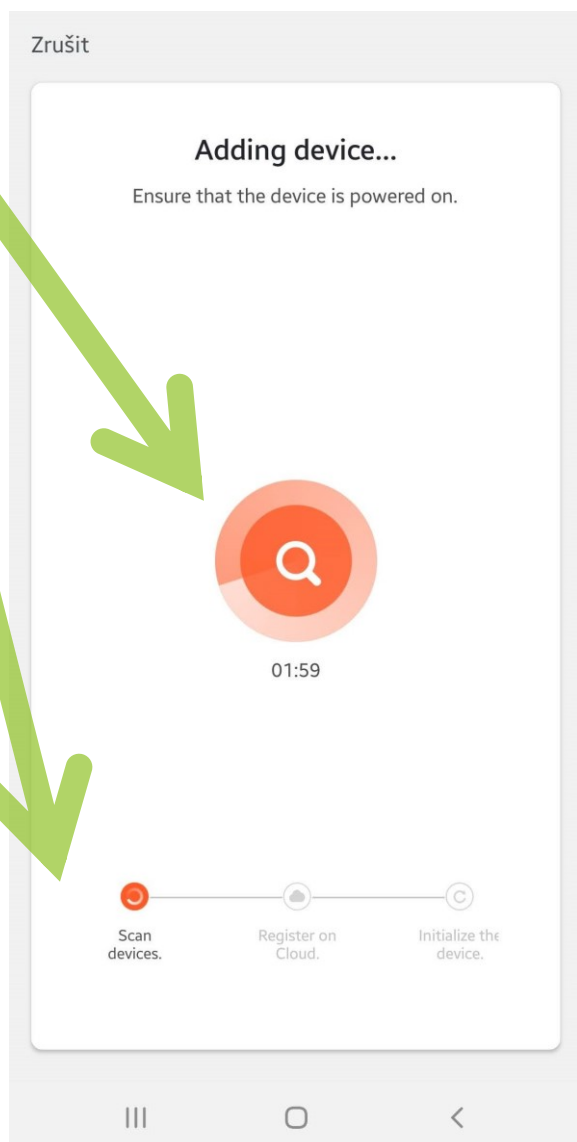 Zrušit
Adding device...
Ensure that the device is powered on.
01:59
Scan
devices.
Register on
Cloud.
Initialize the
device.